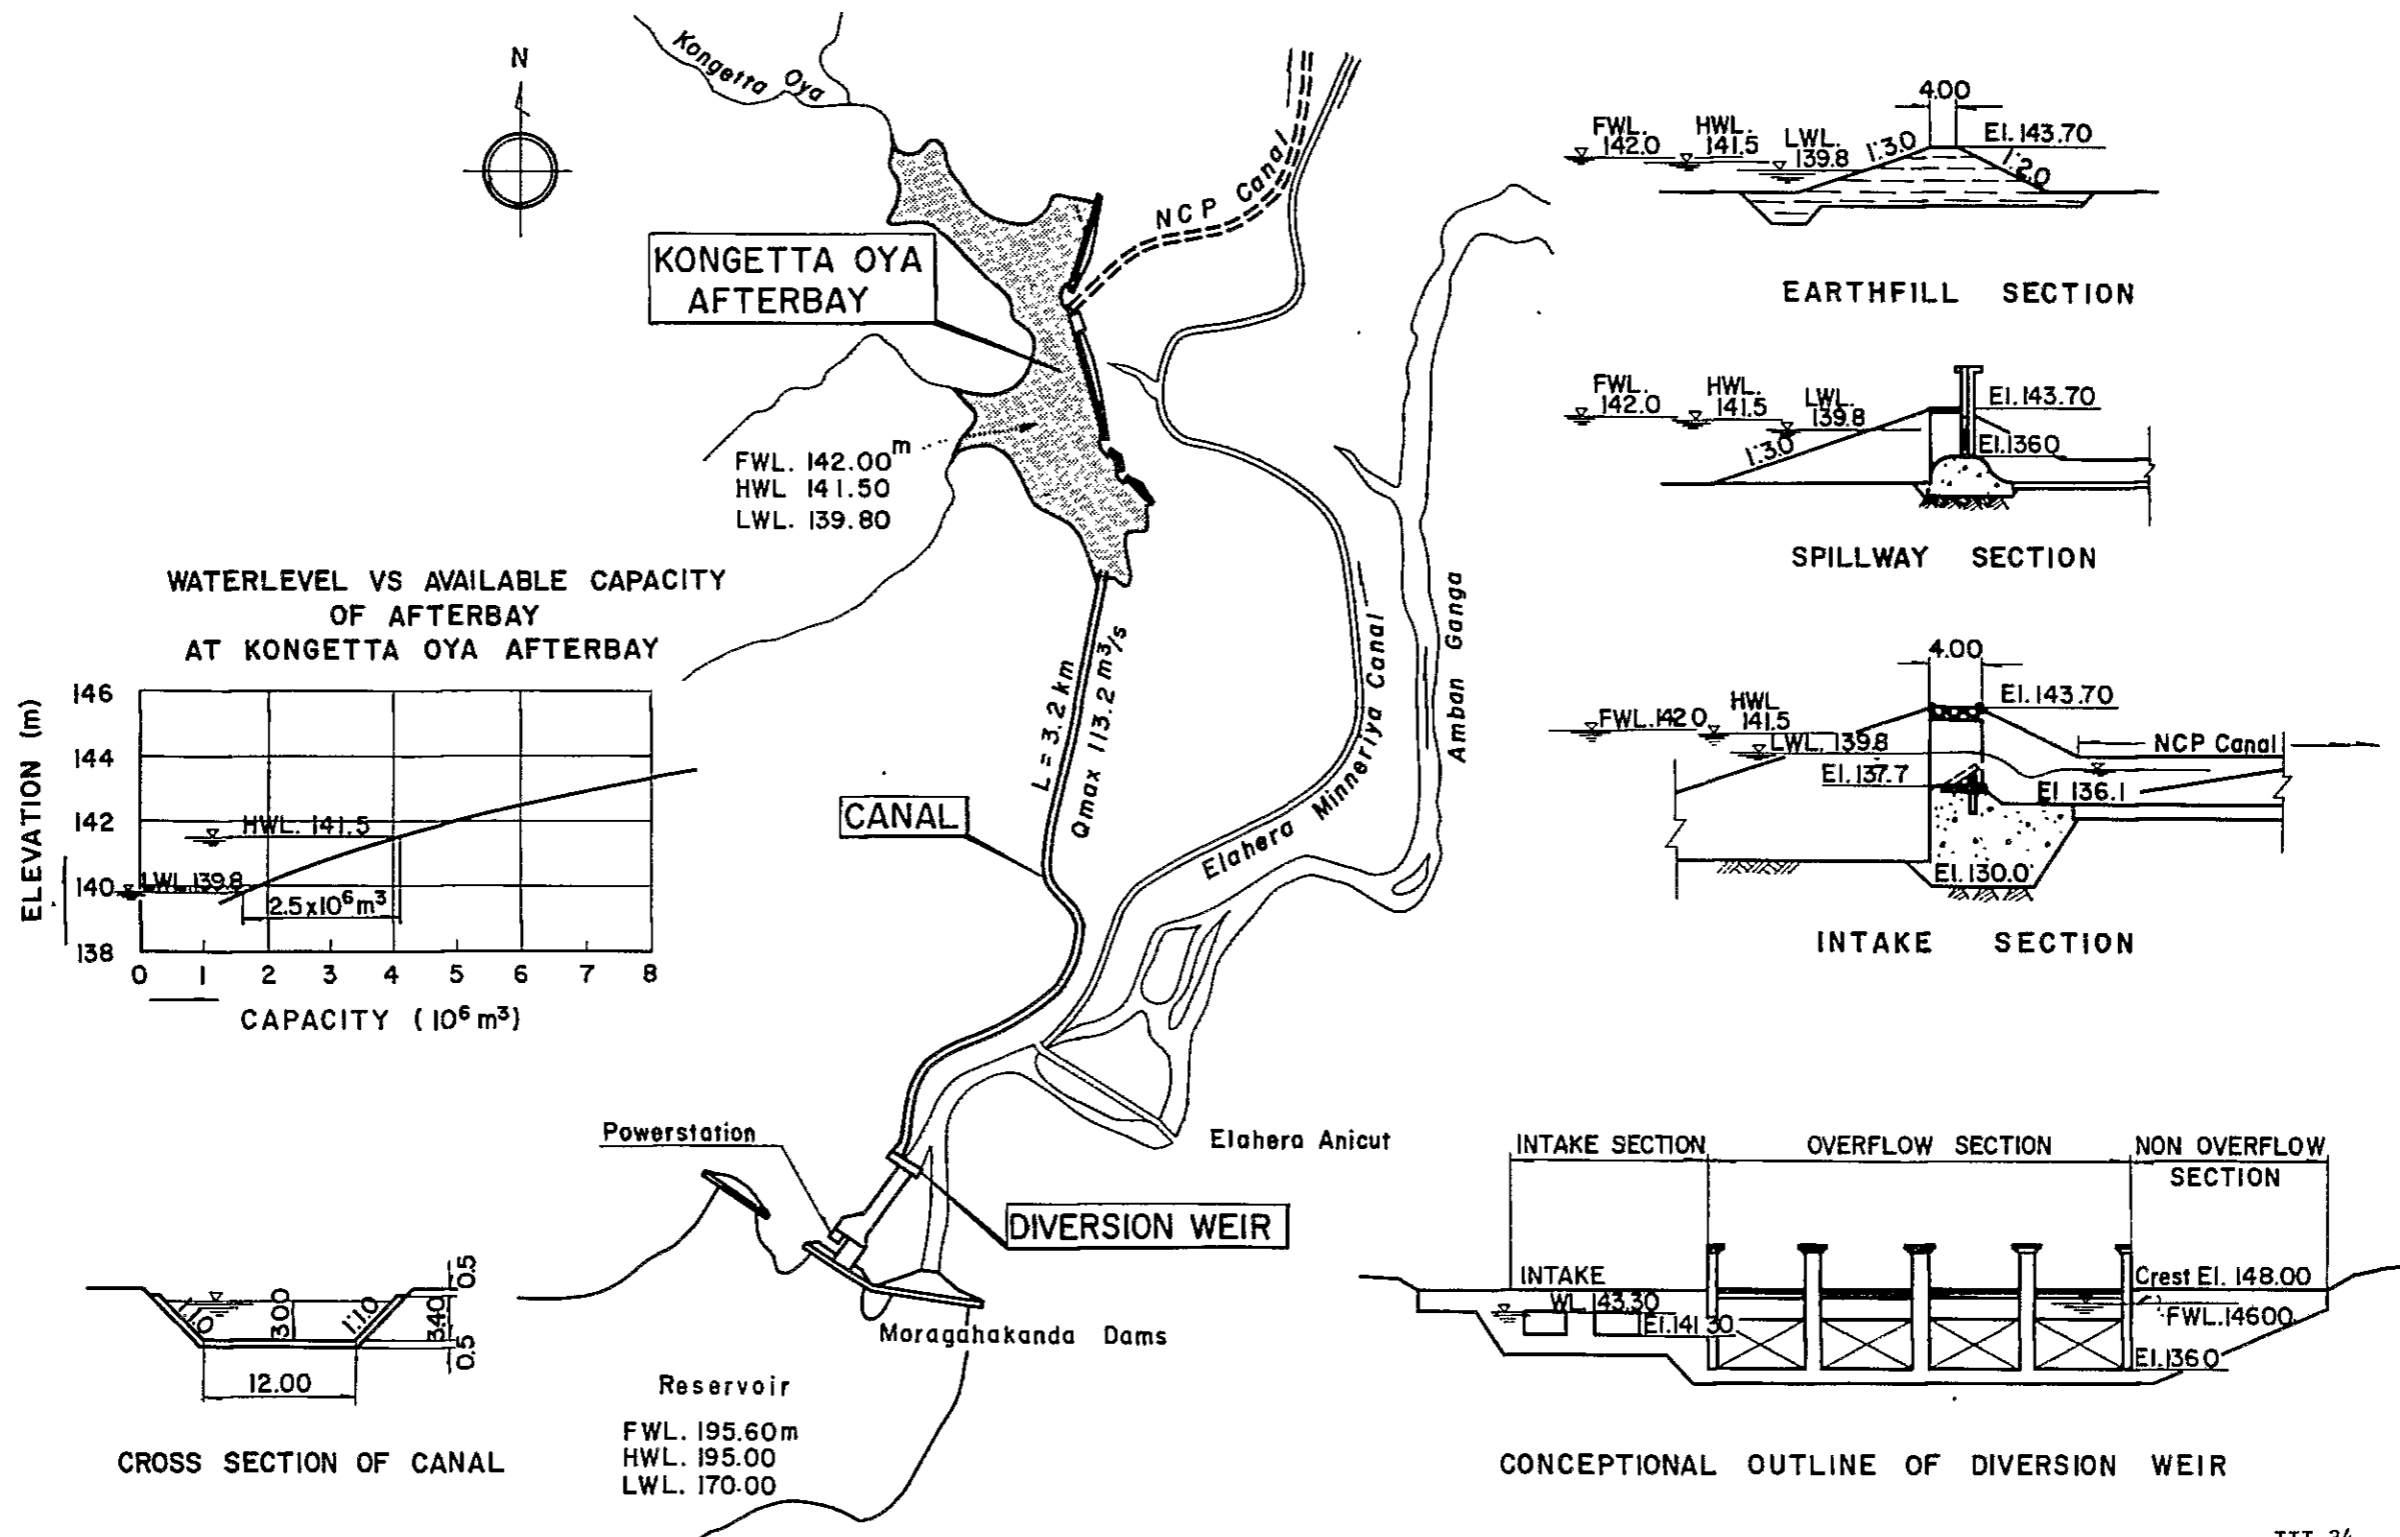 Kongetta Oya
N
NCP Canal
KONGETTA OYA
AFTERBAY
FWL. 142.00m
HWL 141.50
LWL. 139.80
WATERLEVEL VS AVAILABLE CAPACITY
OF AFTERBAY
AT KONGETTA OYA AFTERBAY
ELEVATION (m)
146
144
142
140
138
HWL. 141.5
LWL 139.8
2.5x10⁶m³
0 1 2 3 4 5 6 7 8
CAPACITY (10⁶m³)
L = 3.2 km
Qmax 113.2 m³/s
CANAL
Elahera Minneriya Canal
Amban Ganga
Elahera Anicut
Powerstation
DIVERSION WEIR
Moragahakanda Dams
Reservoir
FWL. 195.60m
HWL. 195.00
LWL. 170.00
1:1.0
3.00
1:1.0
0.5
3.40
0.5
12.00
CROSS SECTION OF CANAL
4.00
FWL.
142.0
HWL.
141.5
LWL.
139.8
1:3.0
El. 143.70
1:2.0
EARTHFILL SECTION
FWL.
142.0
HWL.
141.5
LWL.
139.8
1:3.0
El. 143.70
El.1360
SPILLWAY SECTION
4.00
El. 143.70
FWL.1420
HWL
141.5
LWL. 139.8
NCP Canal
El. 137.7
El 136.1
El. 130.0
INTAKE SECTION
INTAKE SECTION
OVERFLOW SECTION
NON OVERFLOW
SECTION
INTAKE
WL 143.30
El.141.30
Crest El. 148.00
FWL.14600
El.1360
CONCEPTIONAL OUTLINE OF DIVERSION WEIR